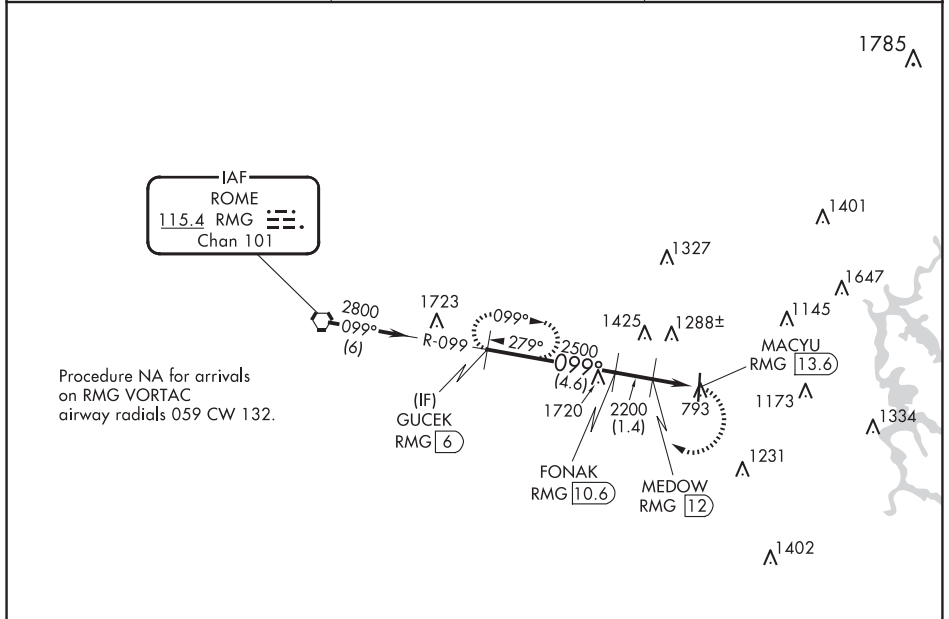 1785
IAF
ROME
115.4 RMG
Chan 101
1401
1327
1647
2800
099°
(6)
1723
R-099
099°
279°
2500
099°
(4.6)
1425
1288±
1145
MACYU
RMG 13.6
Procedure NA for arrivals
on RMG VORTAC
airway radials 059 CW 132.
(IF)
GUCEK
RMG 6
1720
2200
(1.4)
793
1173
1334
FONAK
RMG 10.6
MEDOW
RMG 12
1231
1402